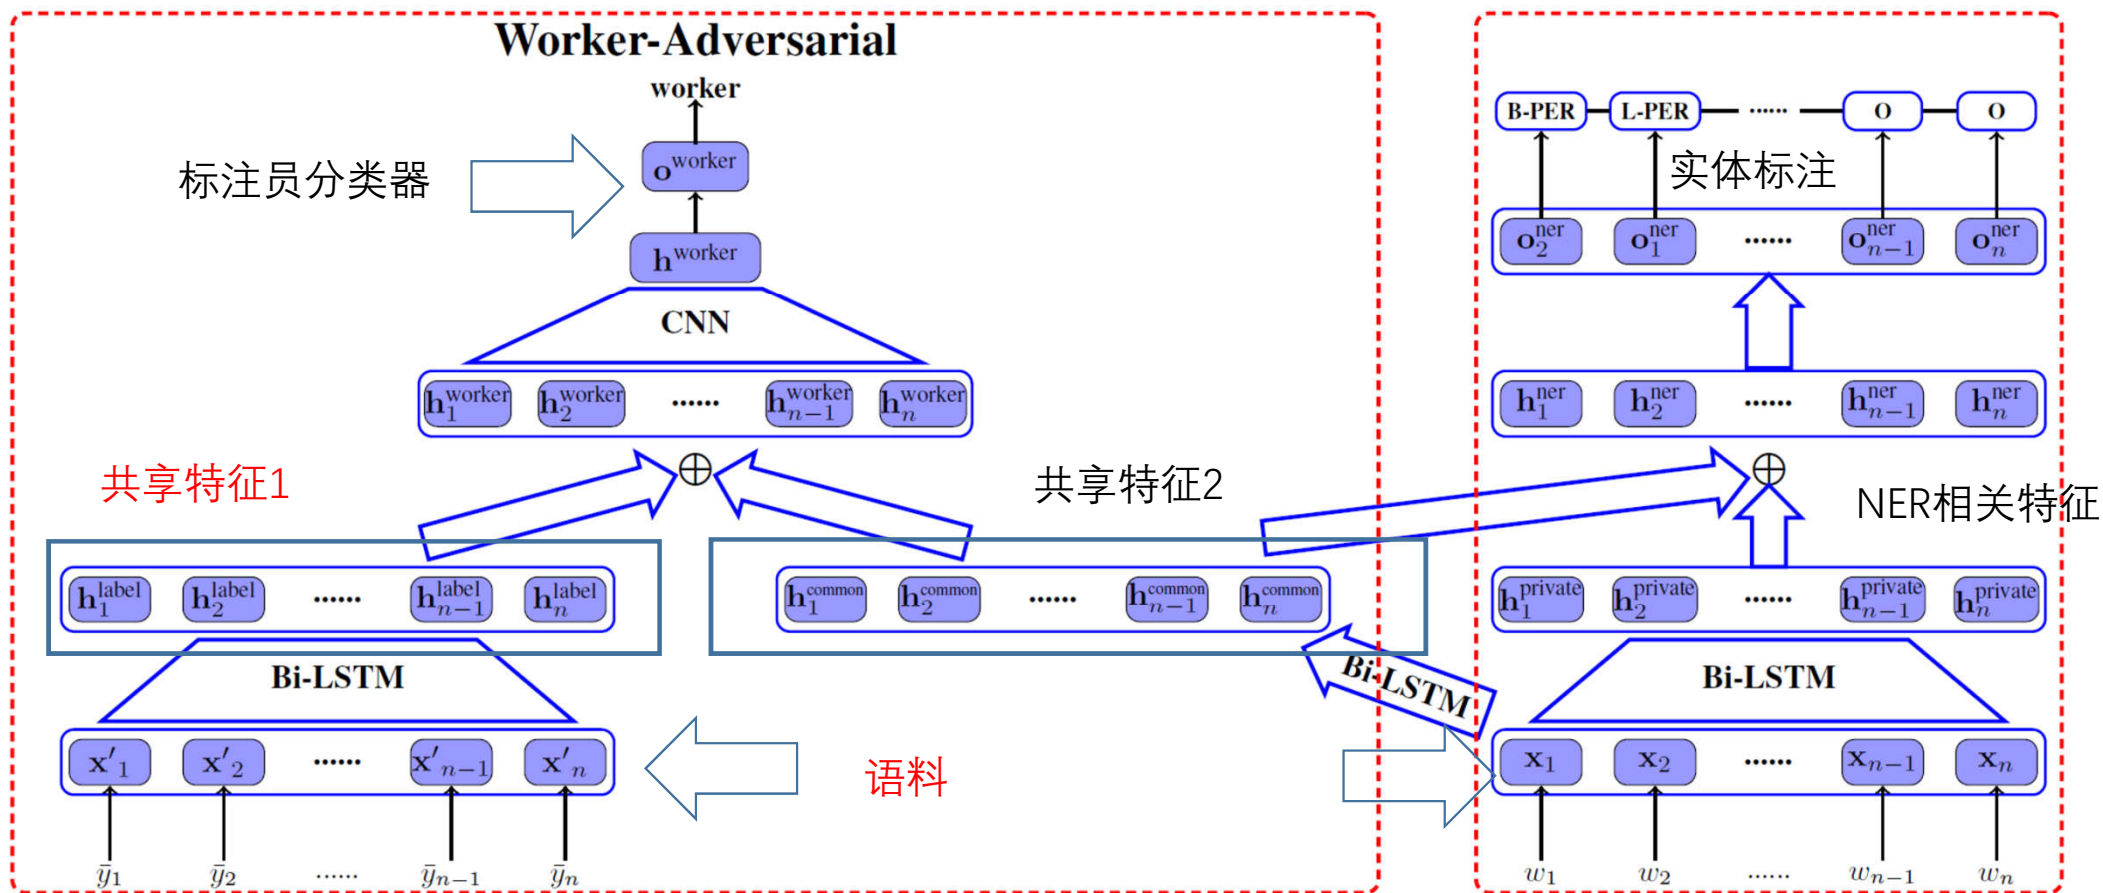 Worker-Adversarial
worker
标注员分类器
o^worker
h^worker
CNN
h_1^worker h_2^worker ...... h_{n-1}^worker h_n^worker
共享特征1
共享特征2
h_1^label h_2^label ...... h_{n-1}^label h_n^label
h_1^common h_2^common ...... h_{n-1}^common h_n^common
Bi-LSTM
Bi-LSTM
x'_1 x'_2 ...... x'_{n-1} x'_n
语料
ȳ_1 ȳ_2 ...... ȳ_{n-1} ȳ_n
B-PER L-PER ...... O O
实体标注
o_2^ner o_1^ner ...... o_{n-1}^ner o_n^ner
h_1^ner h_2^ner ...... h_{n-1}^ner h_n^ner
NER相关特征
h_1^private h_2^private ...... h_{n-1}^private h_n^private
Bi-LSTM
x_1 x_2 ...... x_{n-1} x_n
w_1 w_2 ...... w_{n-1} w_n